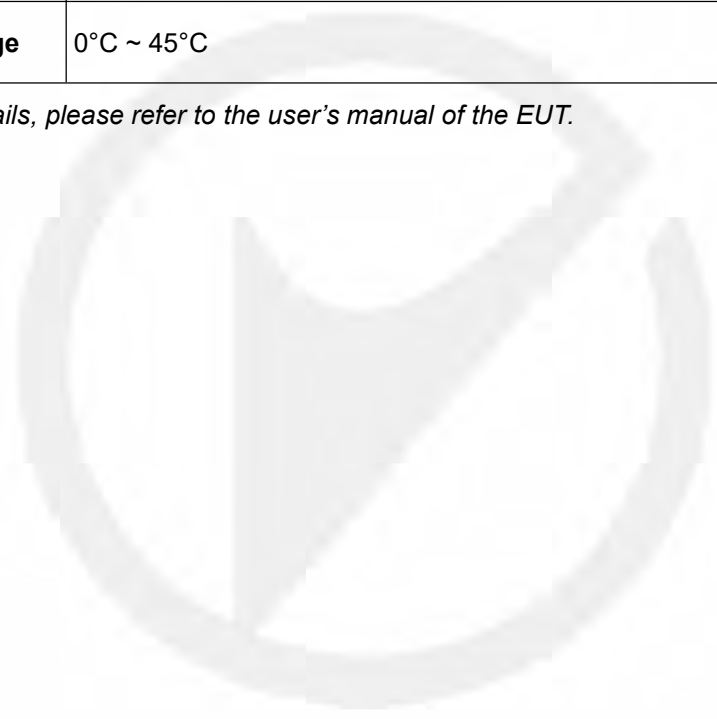 ge 0°C ~ 45°C
ails, please refer to the user's manual of the EUT.